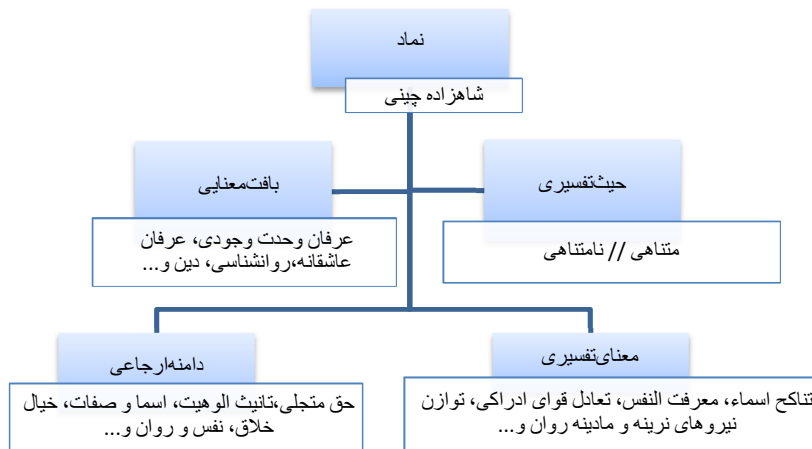 نماد
شاهزاده چینی
حیث‌تفسیری
متناهی // نامتناهی
بافت‌معنایی
عرفان وحدت وجودی، عرفان
عاشقانه،روانشناسی، دین و...
معنای‌تفسیری
تناکح اسماء، معرفت النفس، تعادل قوای ادراکی، توازن
نیروهای نرینه و مادینه روان و...
دامنه‌ارجاعی
حق متجلی،تانیث الوهیت، اسما و صفات، خیال
خلاق، نفس و روان و...